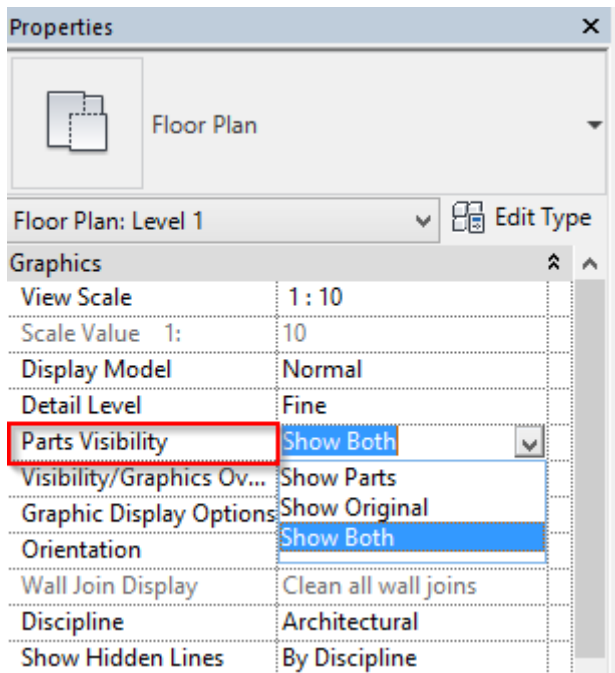 Properties
Floor Plan
Floor Plan: Level 1 Edit Type
Graphics
View Scale 1 : 10
Scale Value 1: 10
Display Model Normal
Detail Level Fine
Parts Visibility Show Both
Visibility/Graphics Ov... Show Parts
Graphic Display Options Show Original
Orientation Show Both
Wall Join Display Clean all wall joins
Discipline Architectural
Show Hidden Lines By Discipline